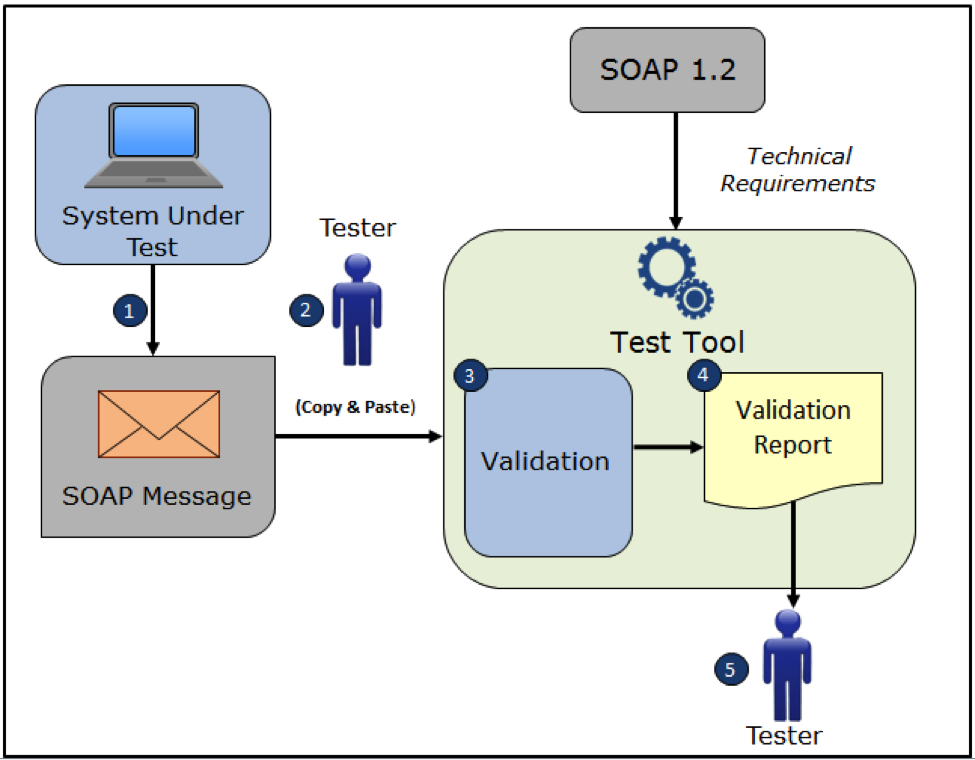 SOAP 1.2
Technical
Requirements
System Under
Test
1
Tester
2
(Copy & Paste)
SOAP Message
Test Tool
3
Validation
4
Validation
Report
5
Tester